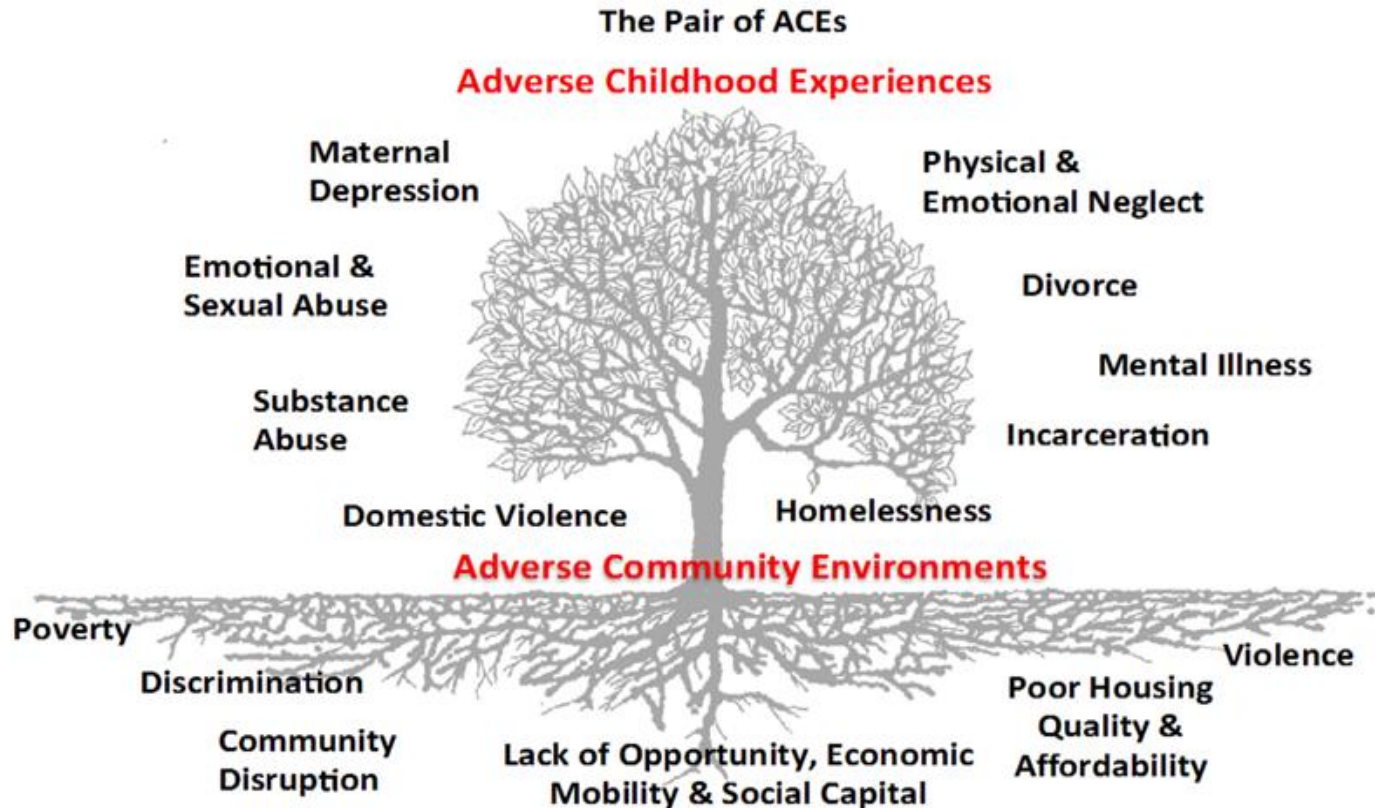 The Pair of ACEs
Adverse Childhood Experiences
Maternal
Depression
Physical &
Emotional Neglect
Emotional &
Sexual Abuse
Divorce
Mental Illness
Substance
Abuse
Incarceration
Domestic Violence
Homelessness
Adverse Community Environments
Poverty
Violence
Discrimination
Poor Housing
Quality &
Affordability
Community
Disruption
Lack of Opportunity, Economic
Mobility & Social Capital